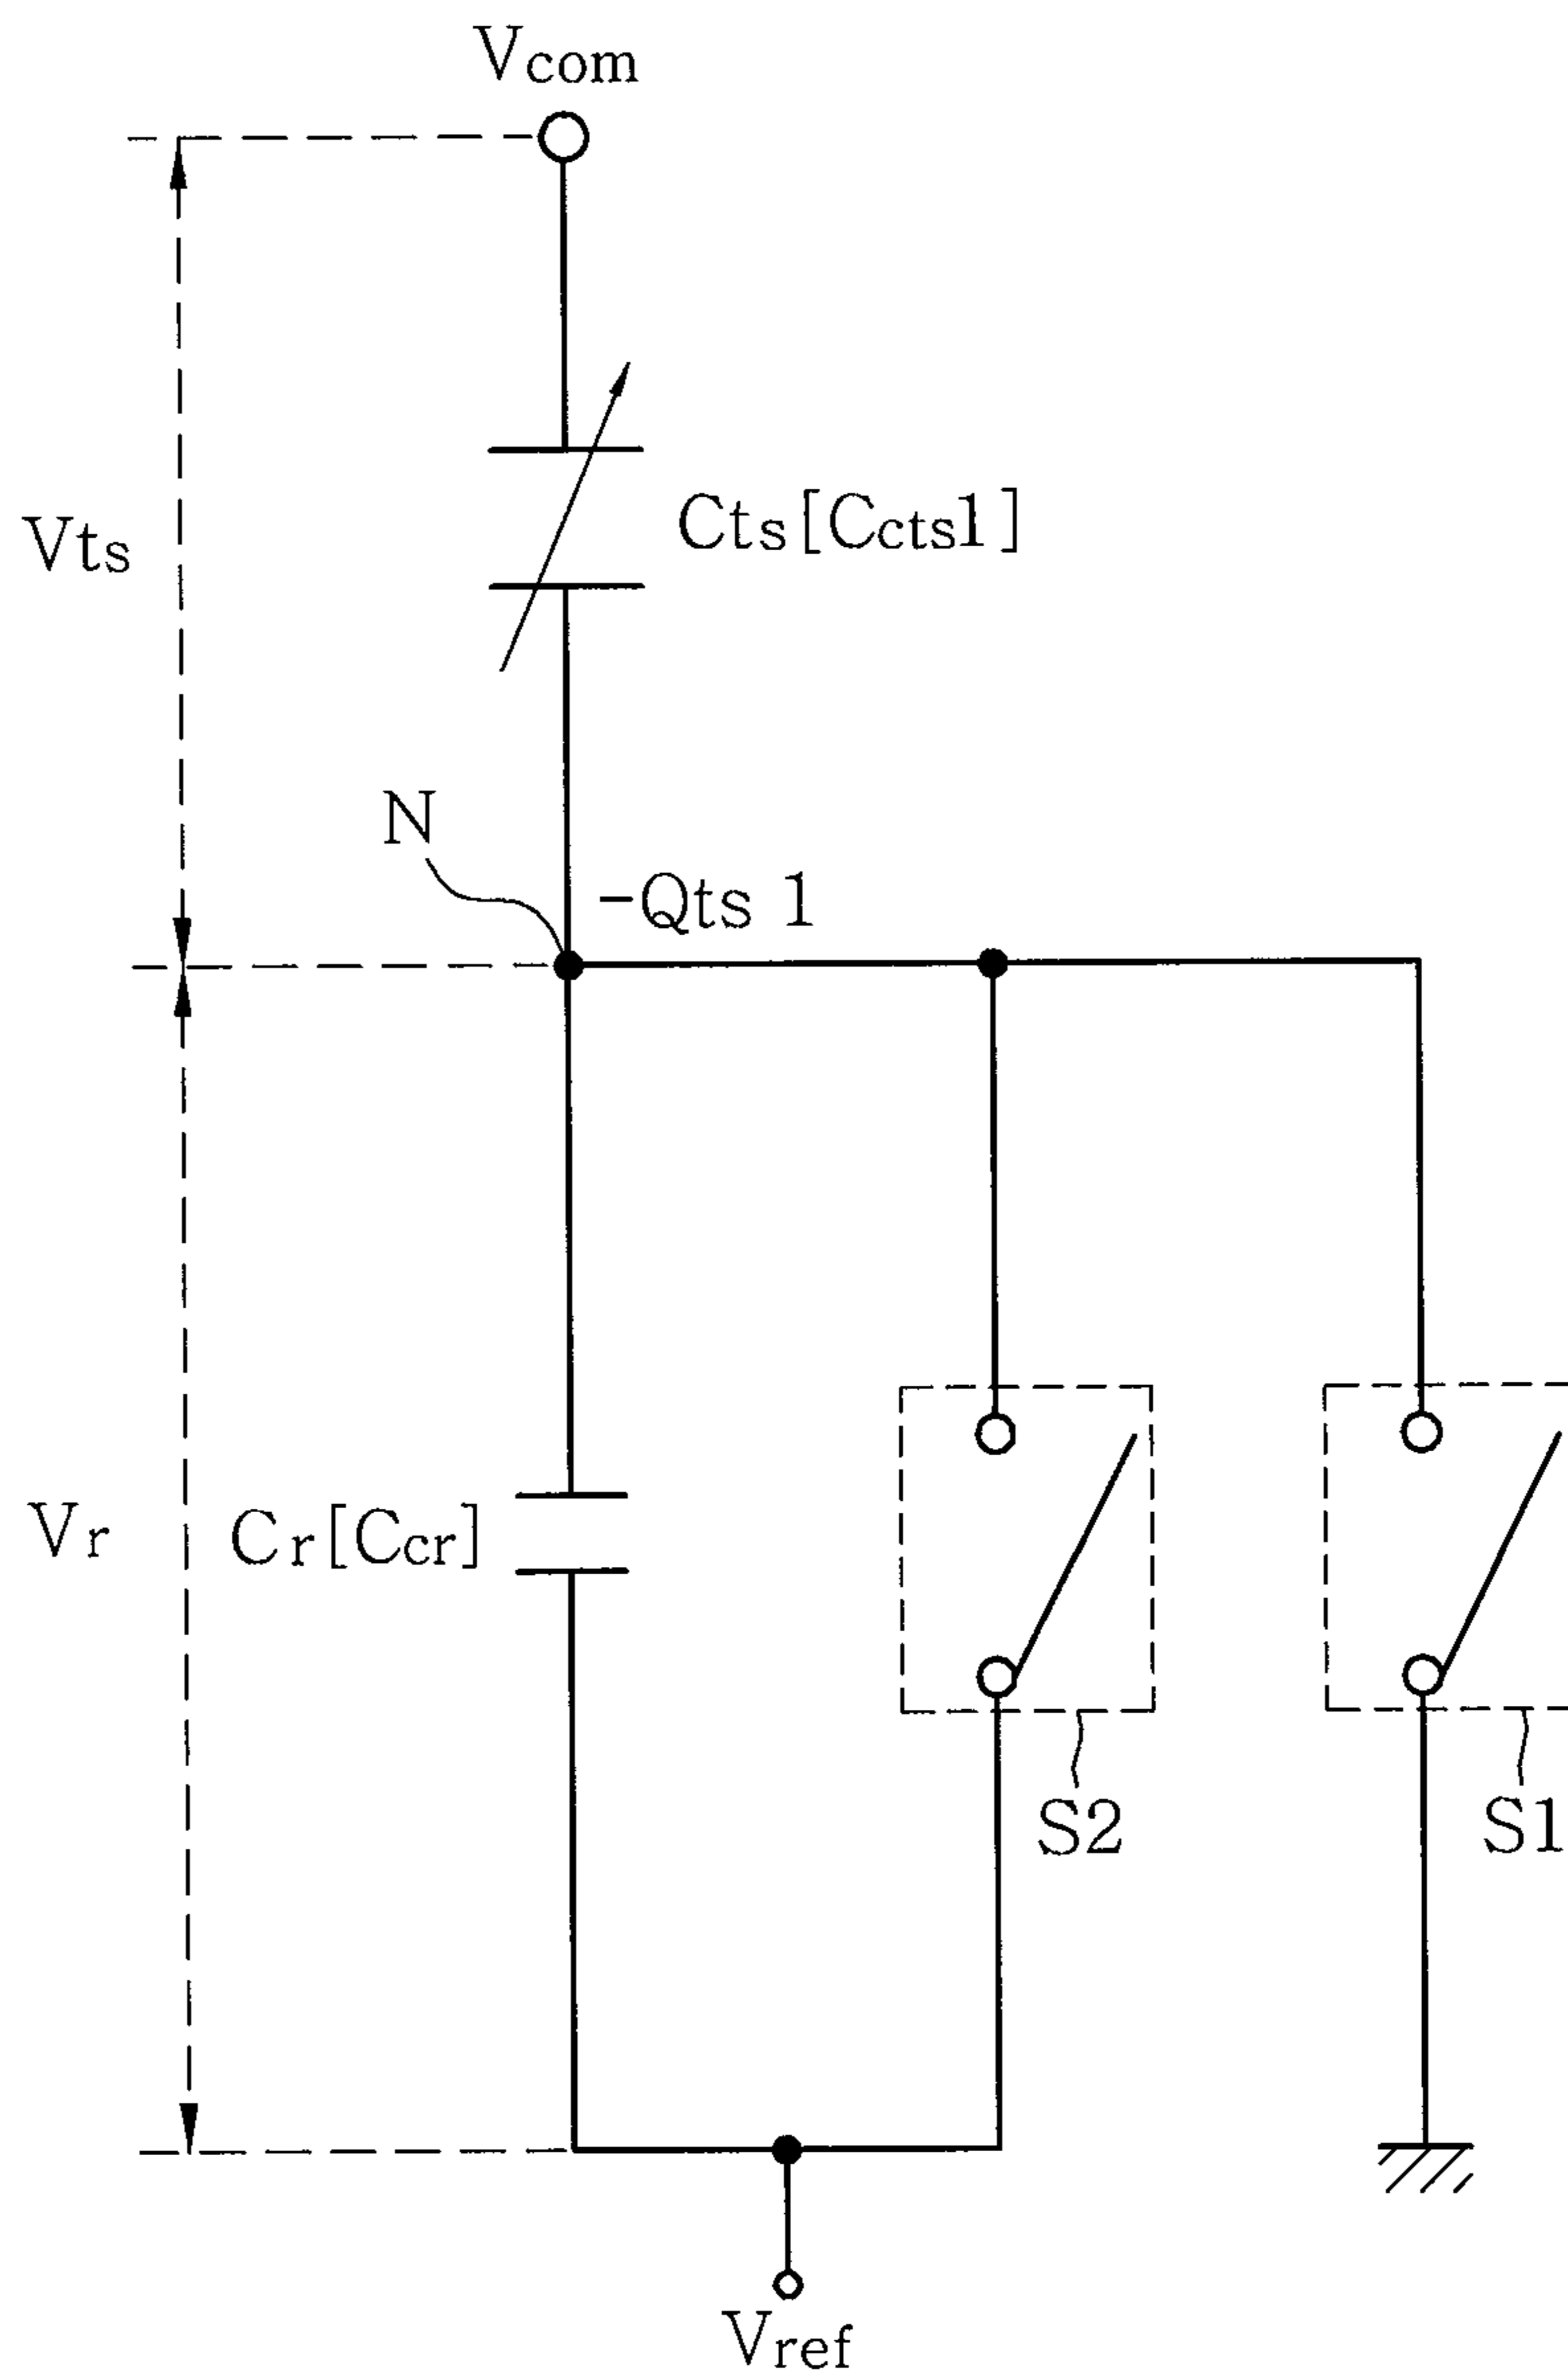 Vcom
Vts
Cts[Ccts1]
N
-Qts 1
Vr
Cr[Ccr]
S2
S1
Vref